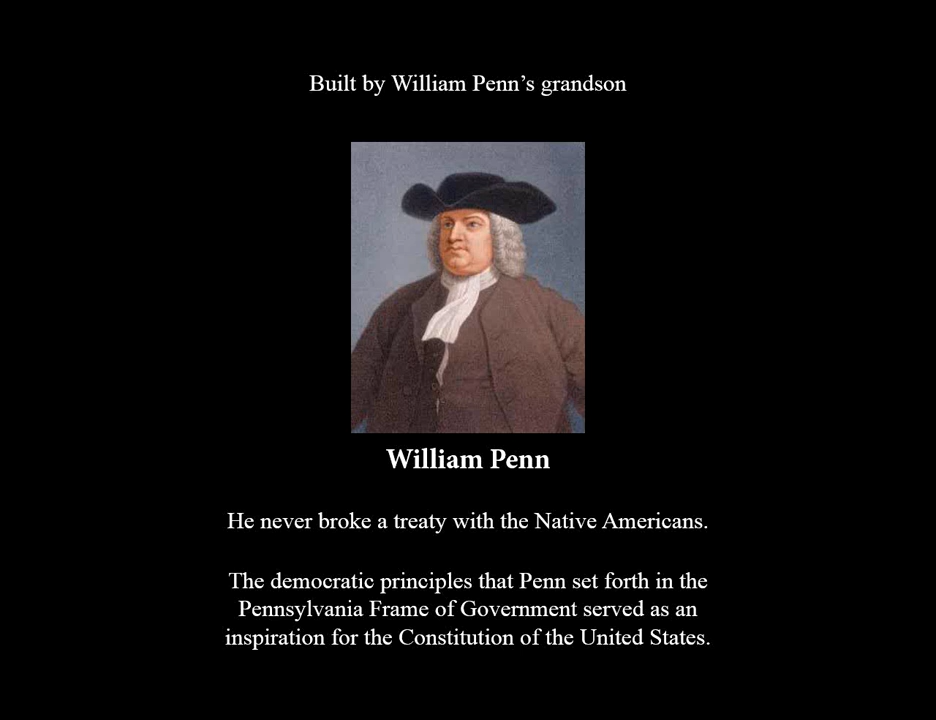 Built by William Penn’s grandson
William Penn
He never broke a treaty with the Native Americans.
The democratic principles that Penn set forth in the
Pennsylvania Frame of Government served as an
inspiration for the Constitution of the United States.